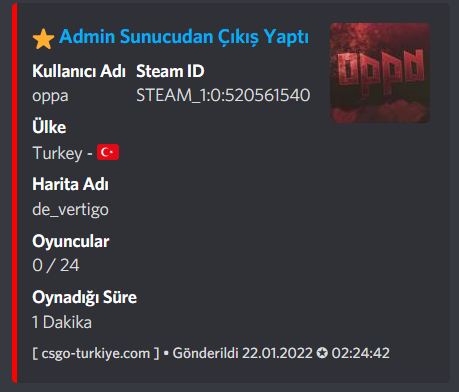 Admin Sunucudan Çıkış Yaptı
Kullanıcı Adı Steam ID
oppa STEAM_1:0:520561540
oppa
Ülke
Turkey -
Harita Adı
de_vertigo
Oyuncular
0 / 24
Oynadığı Süre
1 Dakika
[ csgo-turkiye.com ] • Gönderildi 22.01.2022 ✪ 02:24:42